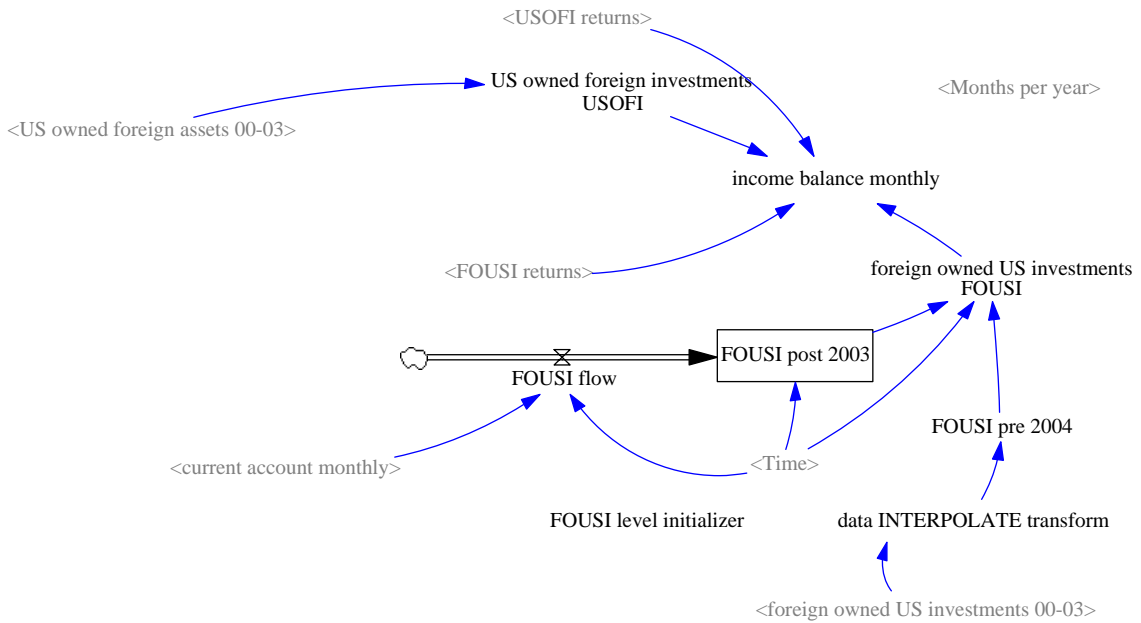 <USOFI returns>
US owned foreign investments
USOFI
<Months per year>
<US owned foreign assets 00-03>
income balance monthly
<FOUSI returns>
foreign owned US investments
FOUSI
FOUSI post 2003
FOUSI flow
FOUSI pre 2004
<current account monthly>
<Time>
FOUSI level initializer
data INTERPOLATE transform
<foreign owned US investments 00-03>